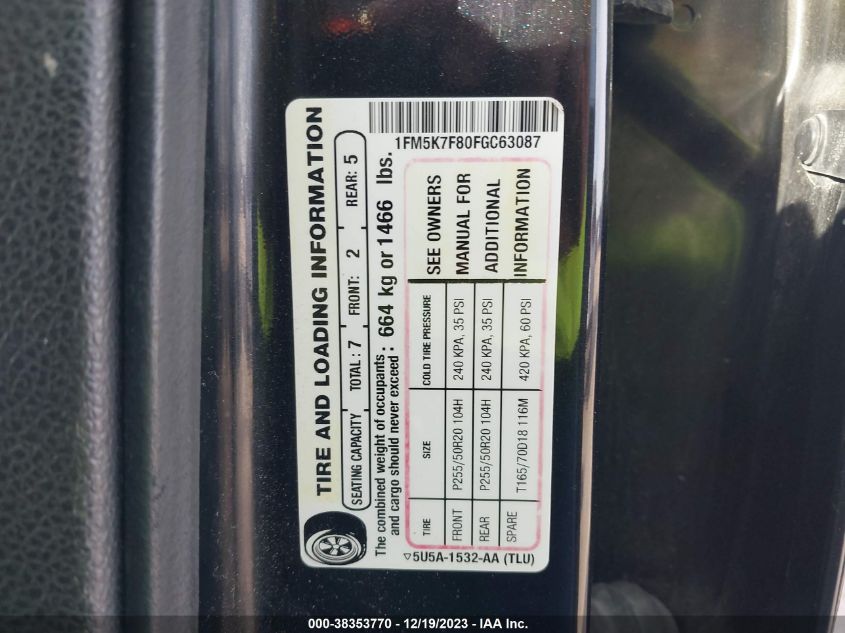 1FM5K7F80FGC63087
TIRE AND LOADING INFORMATION
SEATING CAPACITY TOTAL: 7 FRONT: 2 REAR: 5
The combined weight of occupants
and cargo should never exceed: 664 kg or 1466 lbs.
TIRE SIZE COLD TIRE PRESSURE SEE OWNERS
FRONT P255/50R20 104H 240 KPA, 35 PSI MANUAL FOR
REAR P255/50R20 104H 240 KPA, 35 PSI ADDITIONAL
SPARE T165/70D18 116M 420 KPA, 60 PSI INFORMATION
▽5U5A-1532-AA (TLU)
000-38353770 - 12/19/2023 - IAA Inc.